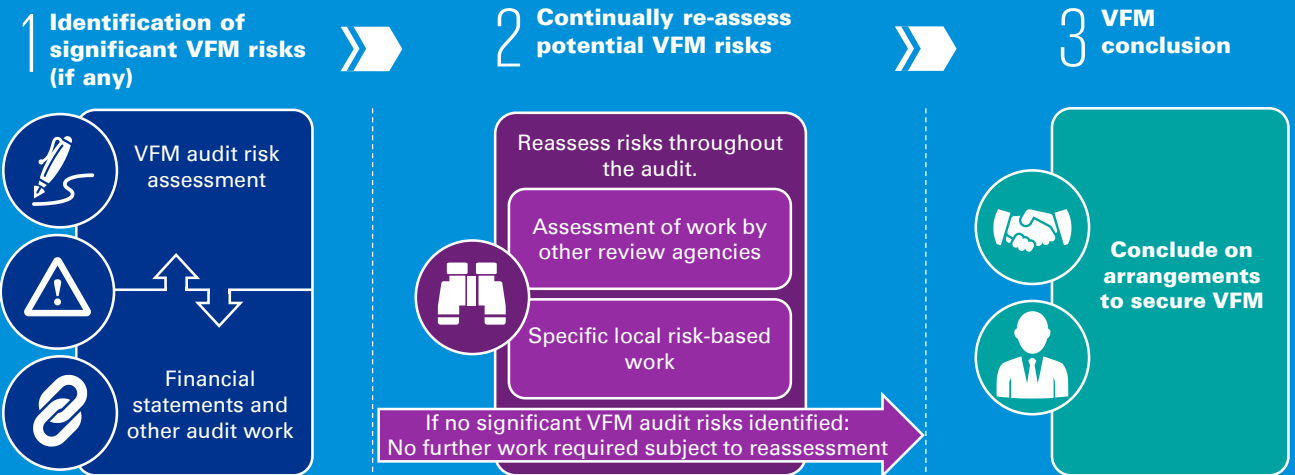 1 Identification of
significant VFM risks
(if any)
2 Continually re-assess
potential VFM risks
3 VFM
conclusion
VFM audit risk
assessment
Financial
statements and
other audit work
Reassess risks throughout
the audit.
Assessment of work by
other review agencies
Specific local risk-based
work
If no significant VFM audit risks identified:
No further work required subject to reassessment
Conclude on
arrangements
to secure VFM